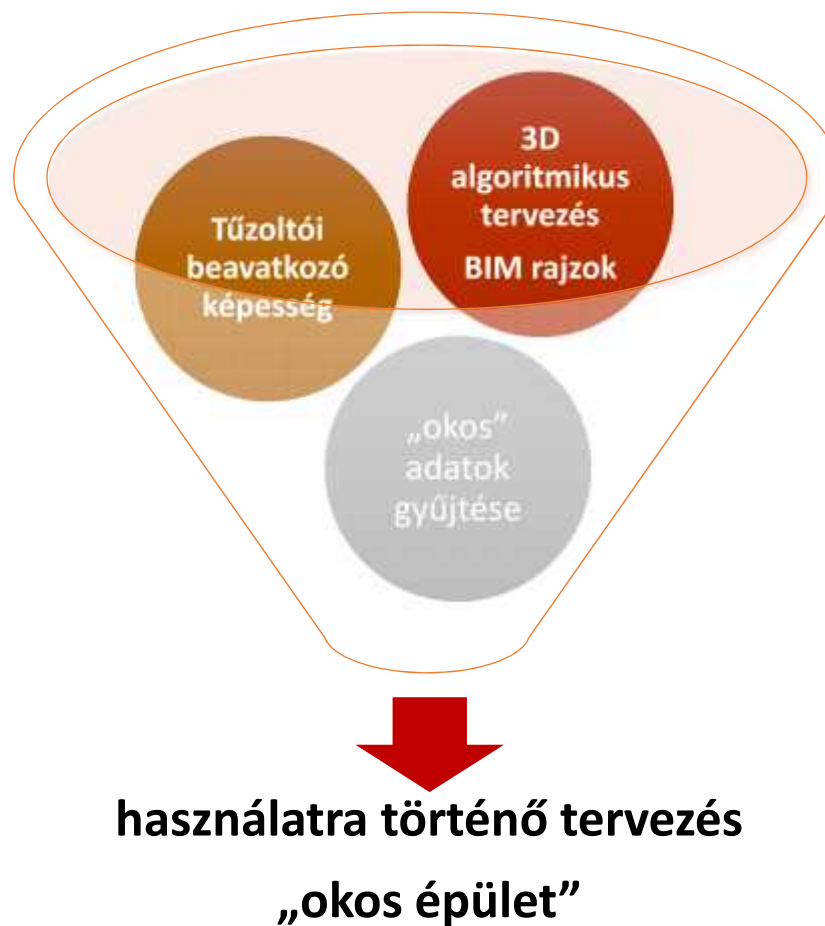 3D
algoritmikus
tervezés
BIM rajzok
Tűzoltói
beavatkozó
képesség
„okos”
adatok
gyűjtése
használatra történő tervezés
„okos épület”